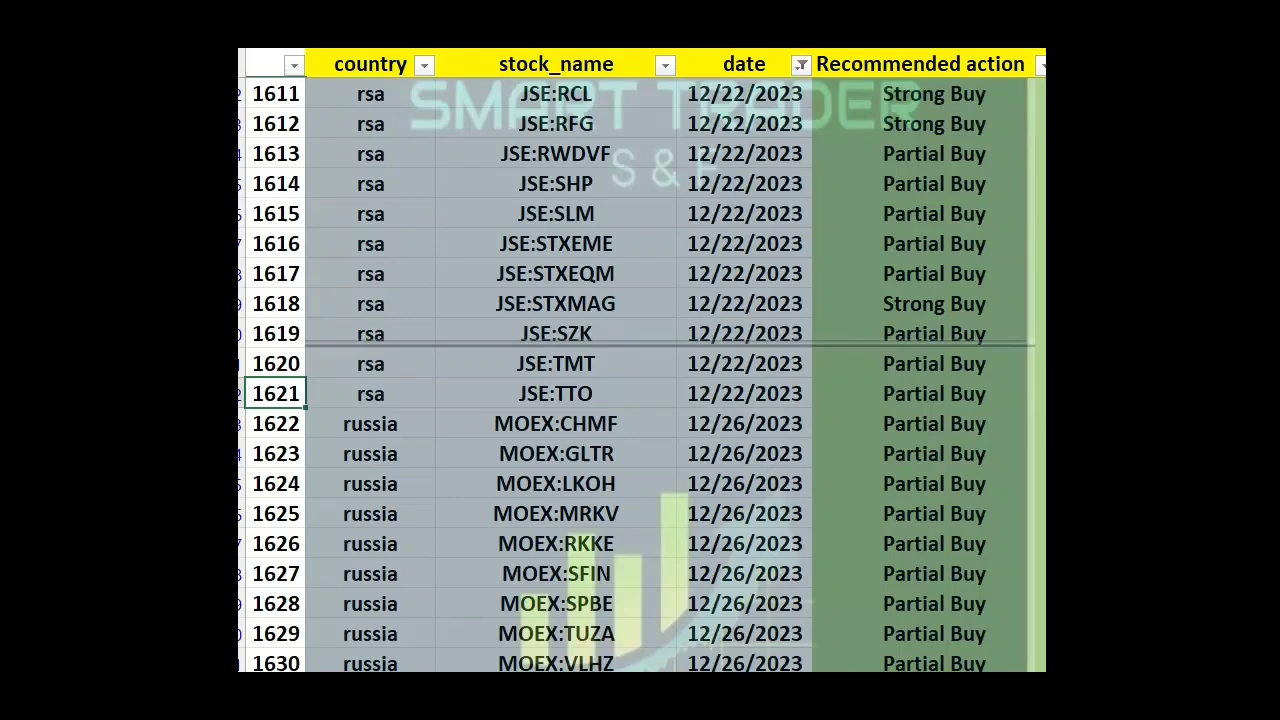 country stock_name date Recommended action
SMART TRADER
S & F
1611 rsa JSE:RCL 12/22/2023 Strong Buy
1612 rsa JSE:RFG 12/22/2023 Strong Buy
1613 rsa JSE:RWDVF 12/22/2023 Partial Buy
1614 rsa JSE:SHP 12/22/2023 Partial Buy
1615 rsa JSE:SLM 12/22/2023 Partial Buy
1616 rsa JSE:STXEME 12/22/2023 Partial Buy
1617 rsa JSE:STXEQM 12/22/2023 Partial Buy
1618 rsa JSE:STXMAG 12/22/2023 Strong Buy
1619 rsa JSE:SZK 12/22/2023 Partial Buy
1620 rsa JSE:TMT 12/22/2023 Partial Buy
1621 rsa JSE:TTO 12/22/2023 Partial Buy
1622 russia MOEX:CHMF 12/26/2023 Partial Buy
1623 russia MOEX:GLTR 12/26/2023 Partial Buy
1624 russia MOEX:LKOH 12/26/2023 Partial Buy
1625 russia MOEX:MRKV 12/26/2023 Partial Buy
1626 russia MOEX:RKKE 12/26/2023 Partial Buy
1627 russia MOEX:SFIN 12/26/2023 Partial Buy
1628 russia MOEX:SPBE 12/26/2023 Partial Buy
1629 russia MOEX:TUZA 12/26/2023 Partial Buy
1630 russia MOEX:VLHZ 12/26/2023 Partial Buy